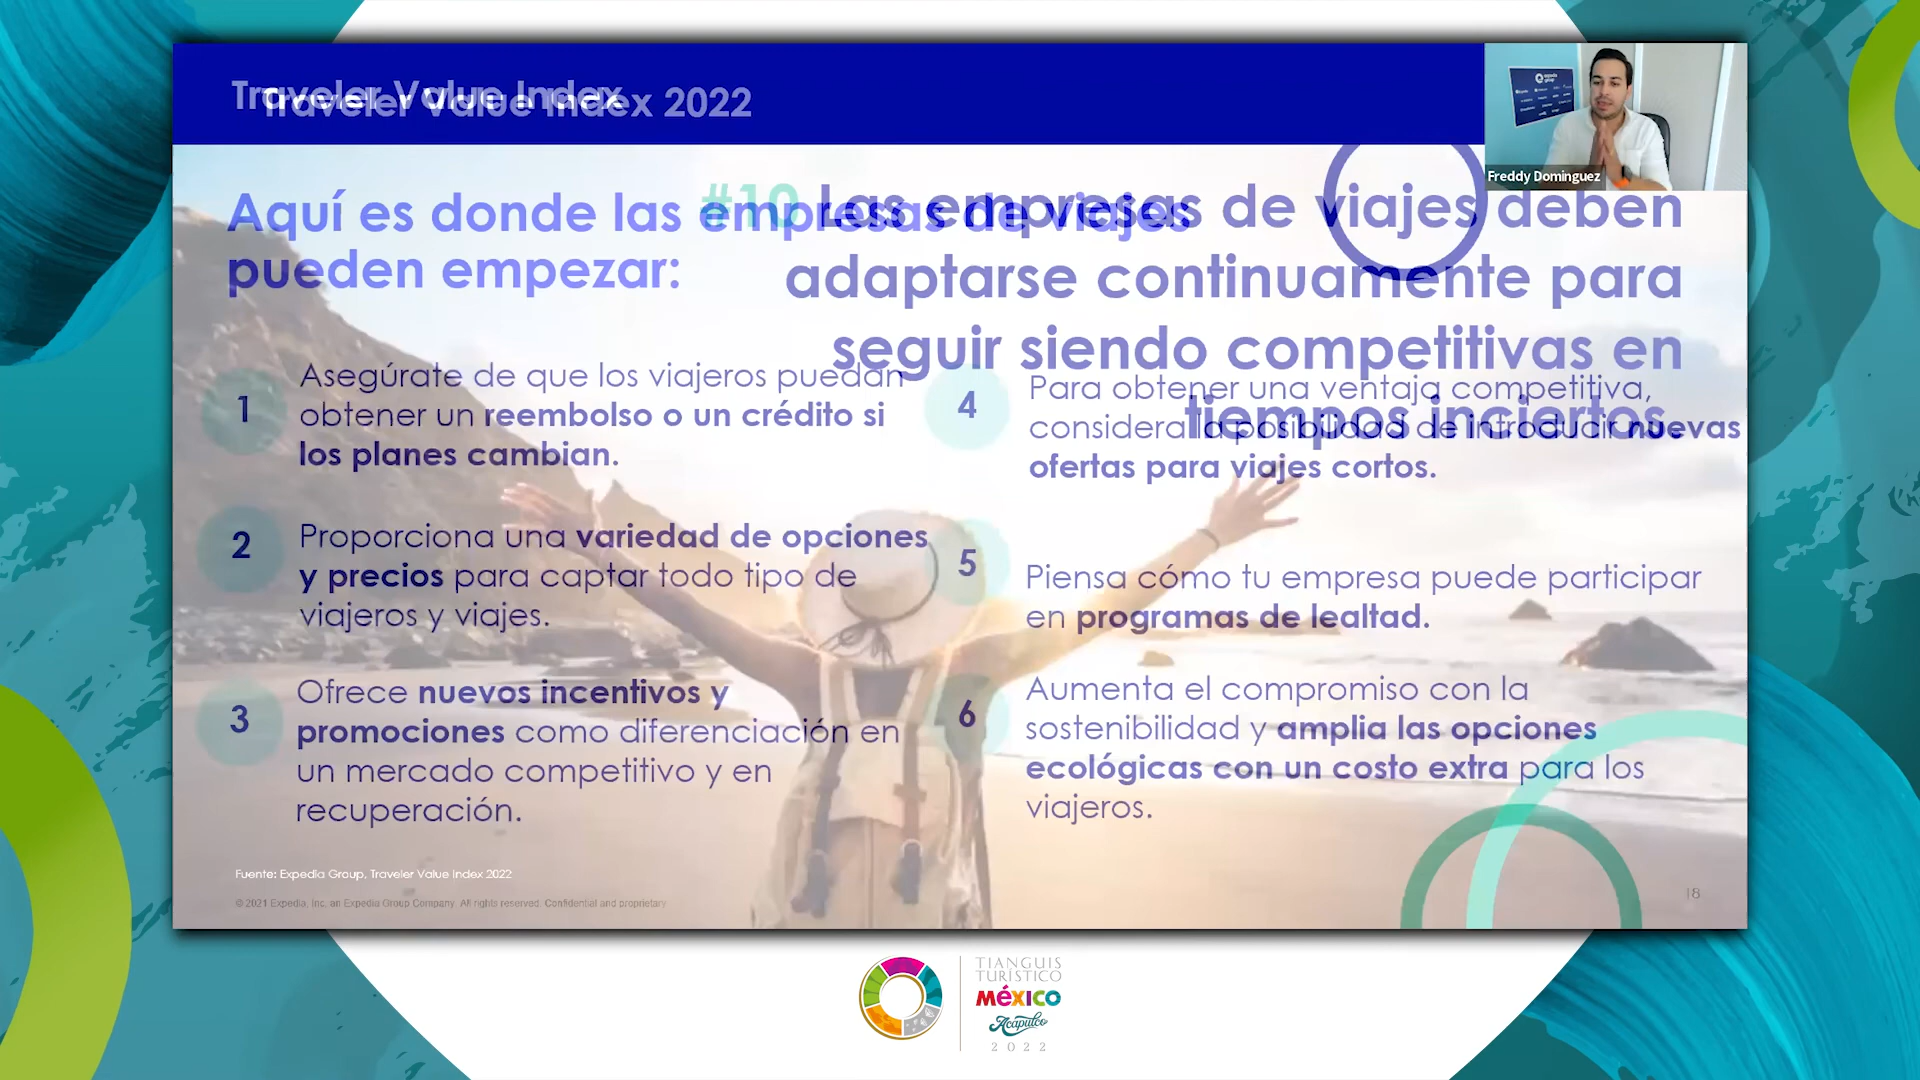 Traveler Value Index
Traveler Value Index 2022
expedia group
Freddy Dominguez
#10 Las empresas de viajes deben
adaptarse continuamente para
seguir siendo competitivas en
tiempos inciertos.
Aquí es donde las empresas de viajes
pueden empezar:
1
Asegúrate de que los viajeros puedan
obtener un reembolso o un crédito si
los planes cambian.
2
Proporciona una variedad de opciones
y precios para captar todo tipo de
viajeros y viajes.
3
Ofrece nuevos incentivos y
promociones como diferenciación en
un mercado competitivo y en
recuperación.
4
Para obtener una ventaja competitiva,
considera la posibilidad de introducir nuevas
ofertas para viajes cortos.
5
Piensa cómo tu empresa puede participar
en programas de lealtad.
6
Aumenta el compromiso con la
sostenibilidad y amplia las opciones
ecológicas con un costo extra para los
viajeros.
Fuente: Expedia Group, Traveler Value Index 2022
© 2021 Expedia, Inc, an Expedia Group Company. All rights reserved. Confidential and proprietary
18
TIANGUIS
TURÍSTICO
MÉXICO
Acapulco
2022